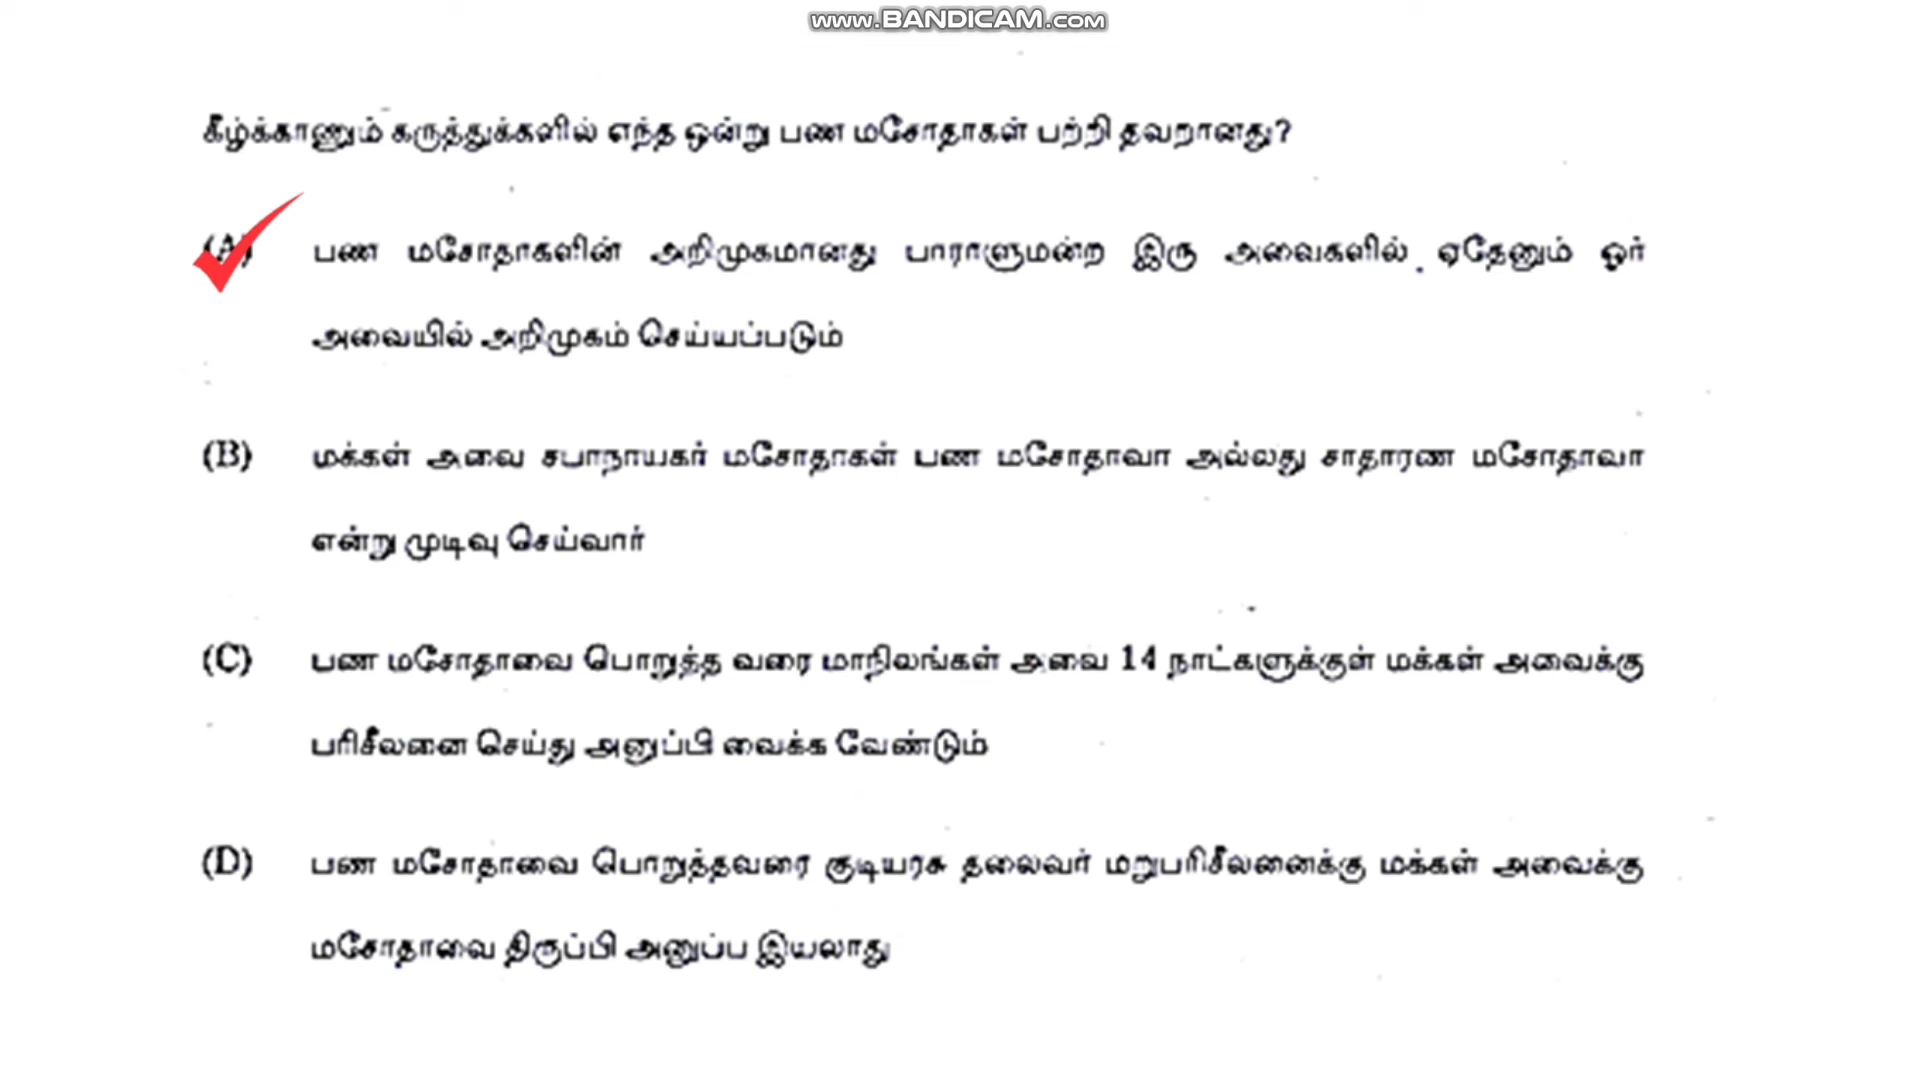 www.BANDICAM.com
கீழ்க்காணும் கருத்துக்களில் எந்த ஒன்று பண மசோதாகள் பற்றி தவறானது?
(A) பண மசோதாகளின் அறிமுகமானது பாராளுமன்ற இரு அவைகளில் ஏதேனும் ஓர்
அவையில் அறிமுகம் செய்யப்படும்
(B) மக்கள் அவை சபாநாயகர் மசோதாகள் பண மசோதாவா அல்லது சாதாரண மசோதாவா
என்று முடிவு செய்வார்
(C) பண மசோதாவை பொறுத்த வரை மாநிலங்கள் அவை 14 நாட்களுக்குள் மக்கள் அவைக்கு
பரிசீலனை செய்து அனுப்பி வைக்க வேண்டும்
(D) பண மசோதாவை பொறுத்தவரை குடியரசு தலைவர் மறுபரிசீலனைக்கு மக்கள் அவைக்கு
மசோதாவை திருப்பி அனுப்ப இயலாது